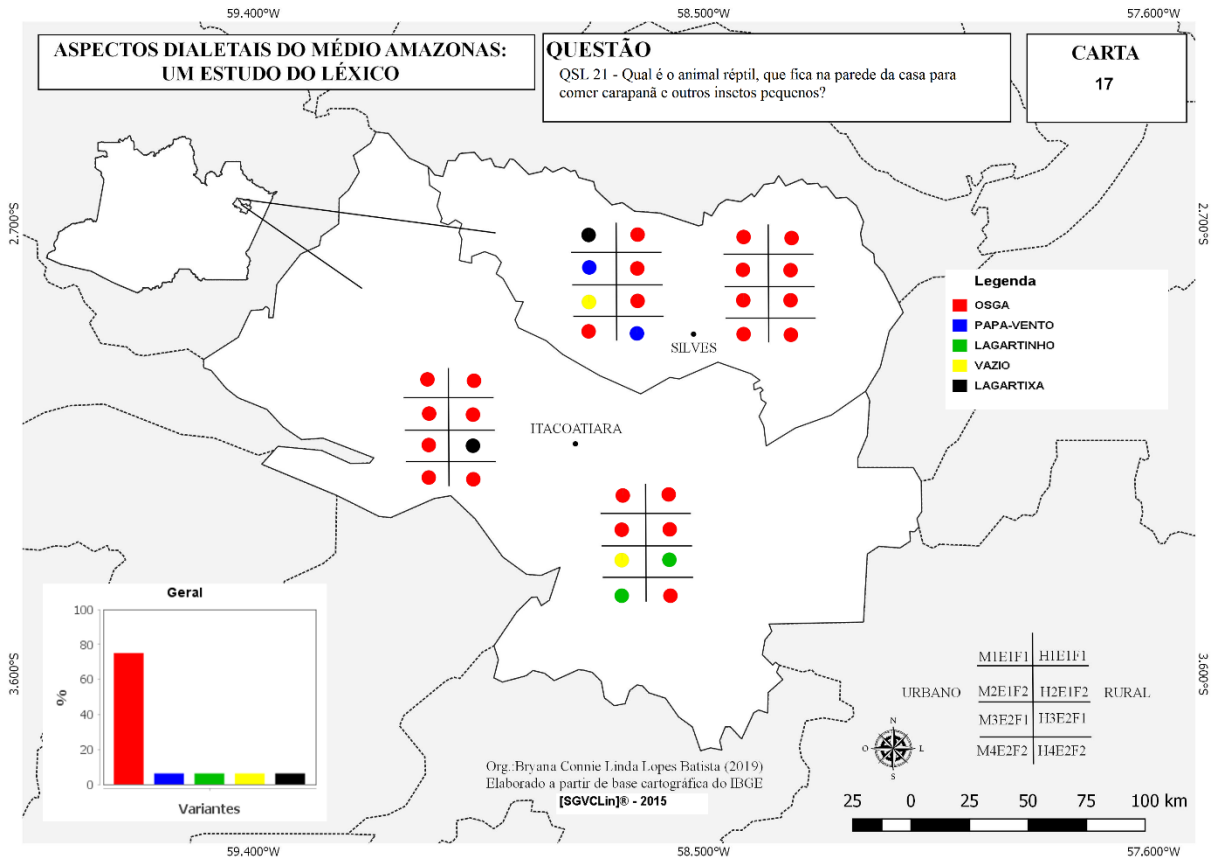 59.400°W
58.500°W
57.600°W
ASPECTOS DIALETAIS DO MÉDIO AMAZONAS:
UM ESTUDO DO LÉXICO
QUESTÃO
QSL 21 - Qual é o animal réptil, que fica na parede da casa para
comer carapanã e outros insetos pequenos?
CARTA
17
2.700°S
2.700°S
Legenda
OSGA
PAPA-VENTO
LAGARTINHO
VAZIO
LAGARTIXA
SILVES
ITACOATIARA
Geral
100
80
60
40
20
0
%
Variantes
3.600°S
3.600°S
M1E1F1 H1E1F1
URBANO M2E1F2 H2E1F2 RURAL
M3E2F1 H3E2F1
M4E2F2 H4E2F2
N
O L
S
Org.:Bryana Connie Linda Lopes Batista (2019)
Elaborado a partir de base cartográfica do IBGE
[SGVCLin]® - 2015
25 0 25 50 75 100 km
59.400°W
58.500°W
57.600°W